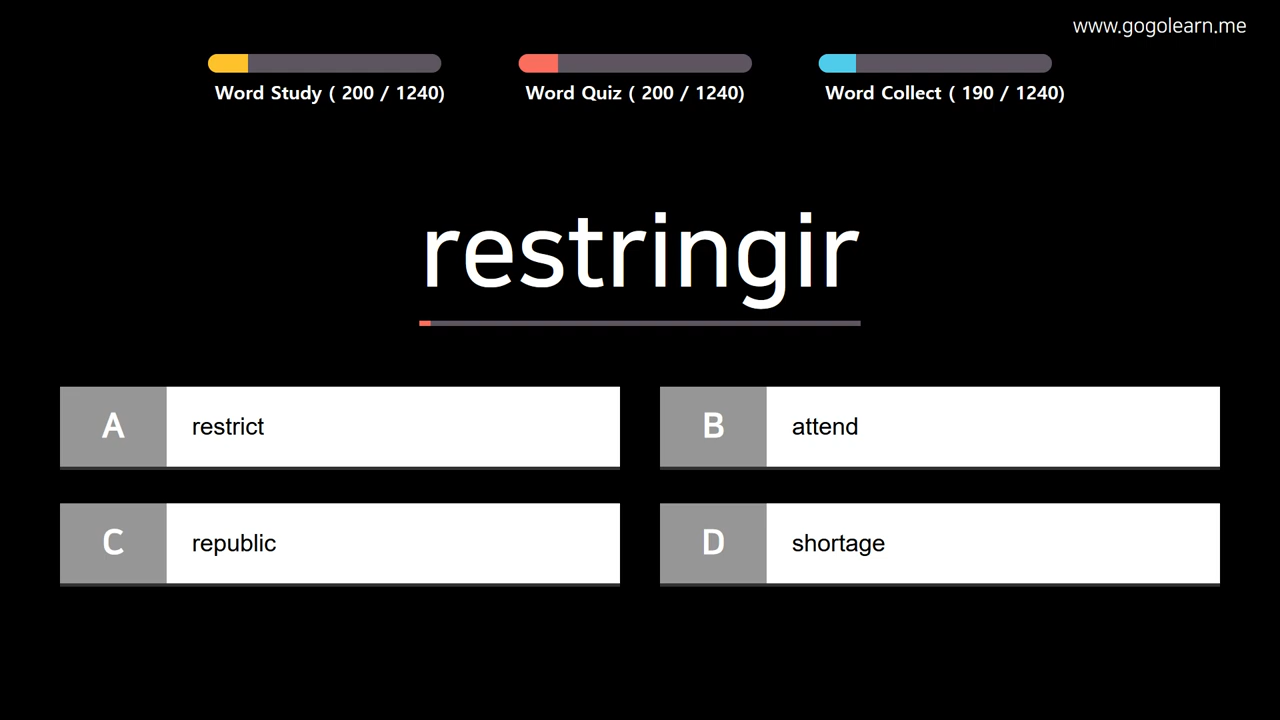 www.gogolearn.me
Word Study ( 200 / 1240)
Word Quiz ( 200 / 1240)
Word Collect ( 190 / 1240)
restringir
A
restrict
B
attend
C
republic
D
shortage